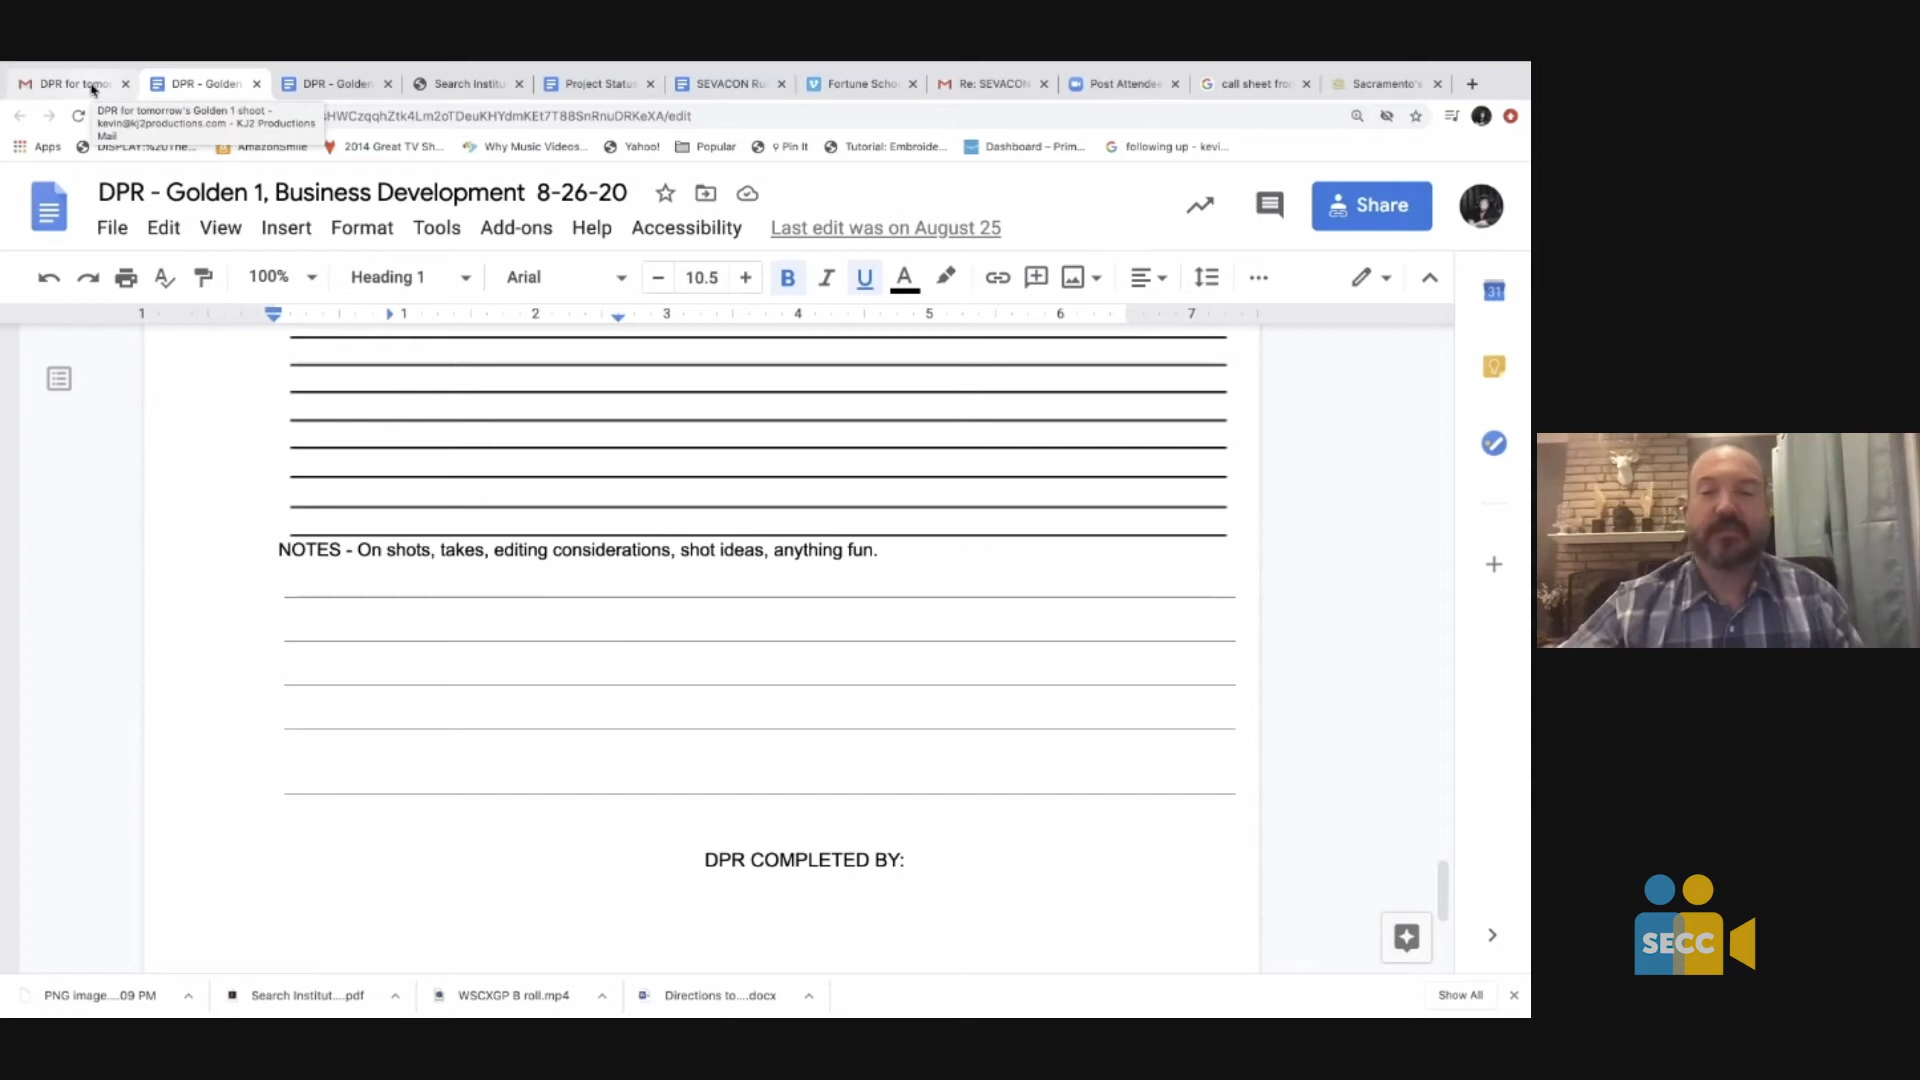 DPR for tomo
DPR - Golden
DPR - Golden
Search Institu
Project Status
SEVACON Ru
Fortune Scho
Re: SEVACON
Post Attendee
call sheet fro
Sacramento's
DPR for tomorrow's Golden 1 shoot -
kevin@kj2productions.com - KJ2 Productions
Mail
HWCzqqhZtk4Lm2oTDeuKHYdmKEt7T88SnRnuDRKeXA/edit
Apps
DISPLAY:%20The...
AmazonSmile
2014 Great TV Sh...
Why Music Videos...
Yahoo!
Popular
Pin It
Tutorial: Embroide...
Dashboard – Prim...
following up - kevi...
DPR - Golden 1, Business Development 8-26-20
Share
File Edit View Insert Format Tools Add-ons Help Accessibility Last edit was on August 25
100% Heading 1 Arial − 10.5 + B I U A
31
1 1 2 3 4 5 6 7
NOTES - On shots, takes, editing considerations, shot ideas, anything fun.
DPR COMPLETED BY:
SECC
PNG image....09 PM
Search Institut....pdf
WSCXGP B roll.mp4
Directions to....docx
Show All